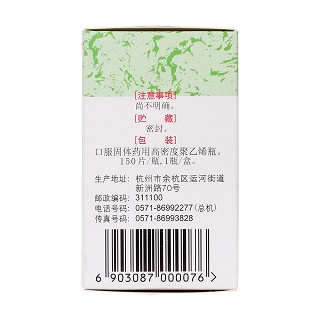 [注意事项]
尚不明确。
[贮 藏]
密封。
[包 装]
口服固体药用高密度聚乙烯瓶。
150片/瓶,1瓶/盒。
生产地址: 杭州市余杭区运河街道
新洲路70号
邮政编码: 311100
电话号码: 0571-86992277(总机)
传真号码: 0571-86993828
6 903087 000076